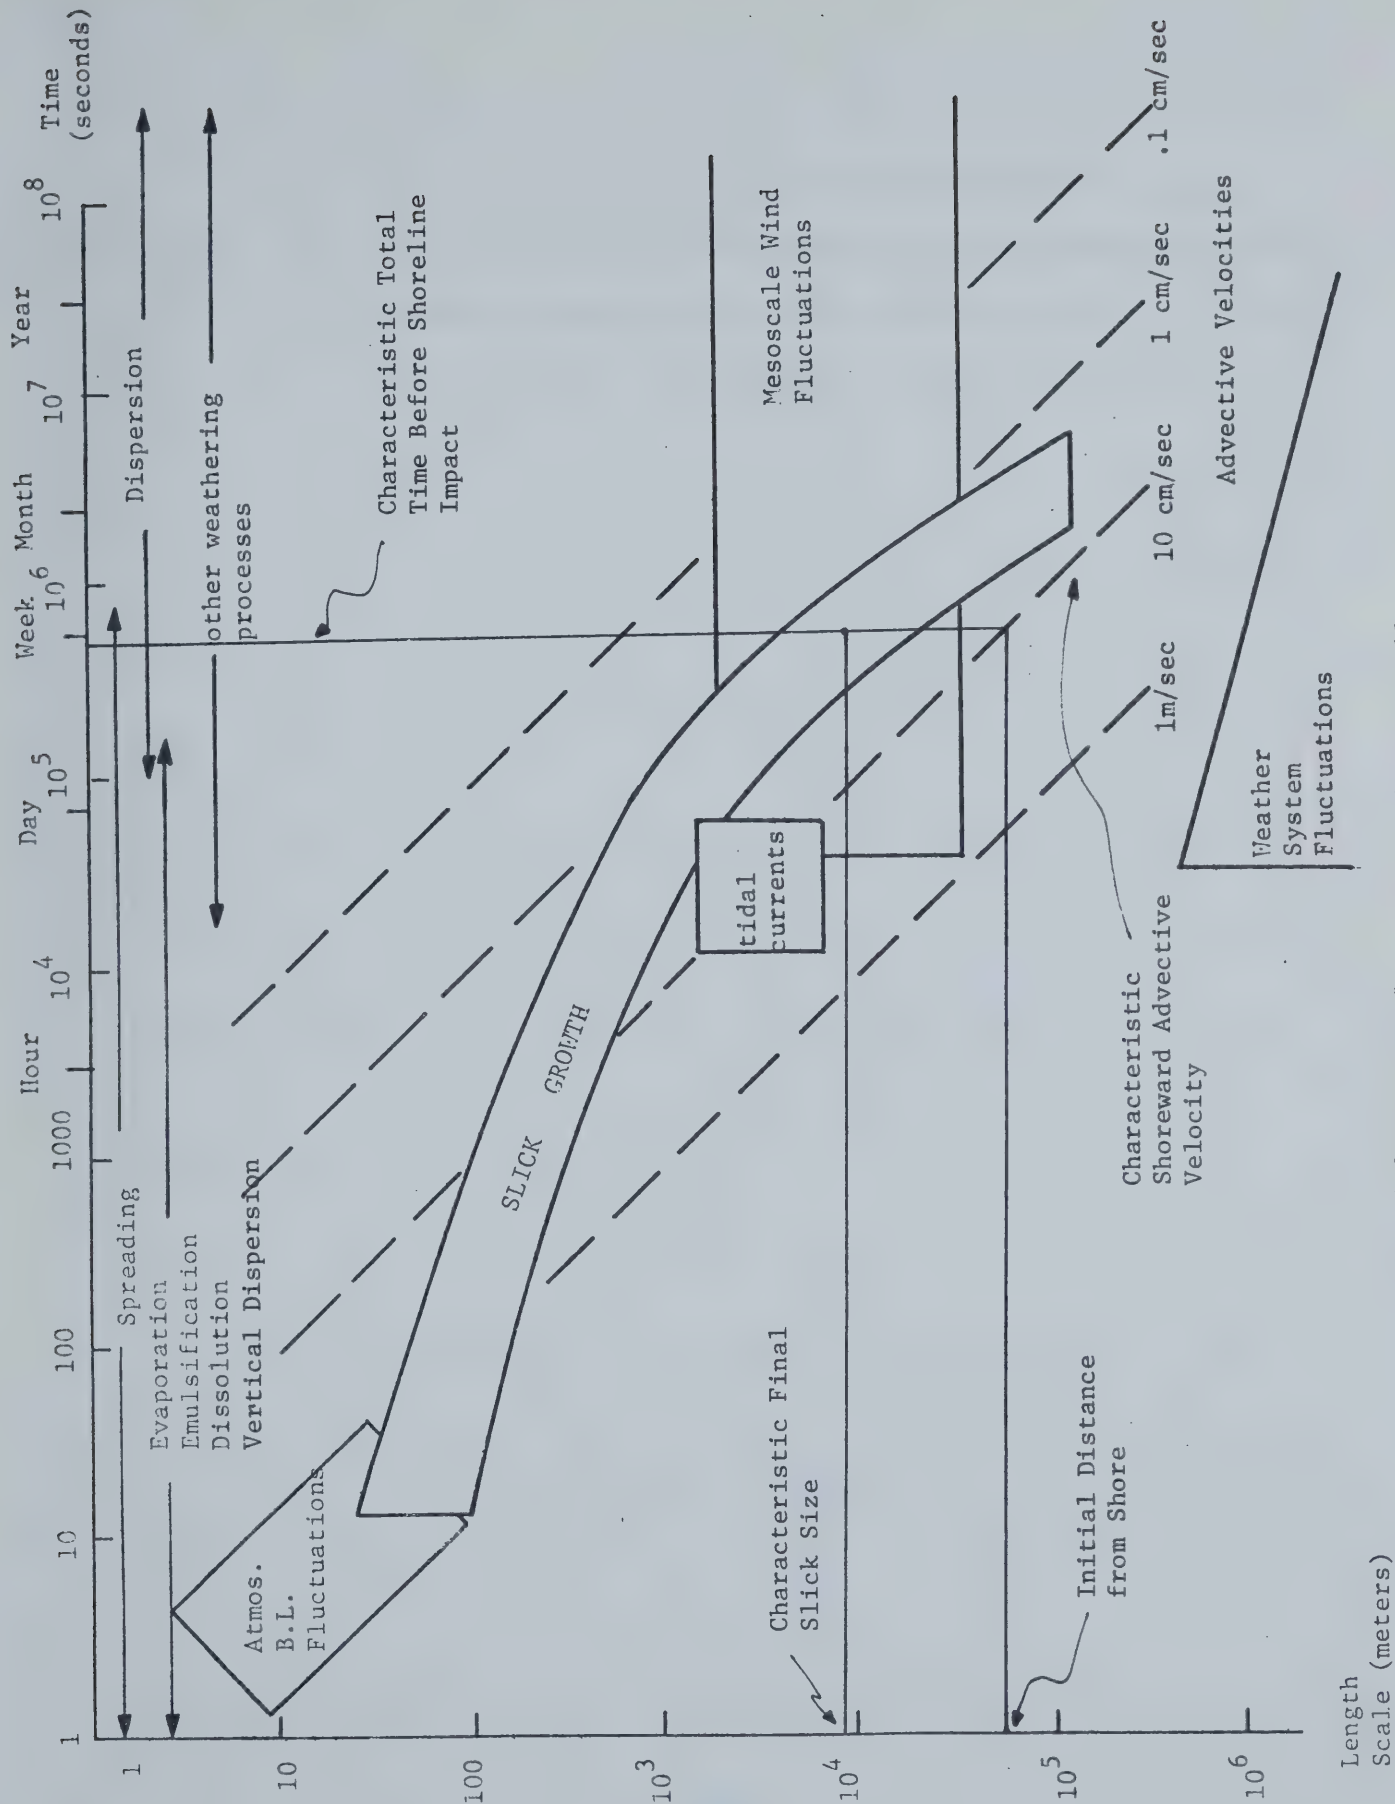 Hour
Day
Week
Month
Year
Time
(seconds)
1
10
100
1000
10^4
10^5
10^6
10^7
10^8
Spreading
Evaporation
Emulsification
Dissolution
Vertical Dispersion
Dispersion
other weathering
processes
Characteristic Total
Time Before Shoreline
Impact
Atmos.
B.L.
Fluctuations
SLICK GROWTH
tidal
currents
Mesoscale Wind
Fluctuations
1m/sec
10 cm/sec
1 cm/sec
.1 cm/sec
Advective Velocities
Weather
System
Fluctuations
Characteristic
Shoreward Advective
Velocity
Characteristic Final
Slick Size
Initial Distance
from Shore
1
10
100
10^3
10^4
10^5
10^6
Length
Scale (meters)